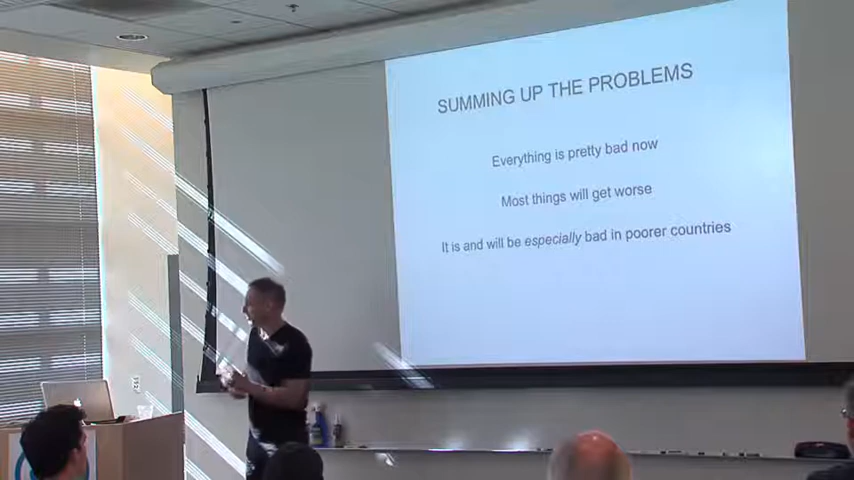 SUMMING UP THE PROBLEMS
Everything is pretty bad now
Most things will get worse
It is and will be especially bad in poorer countries